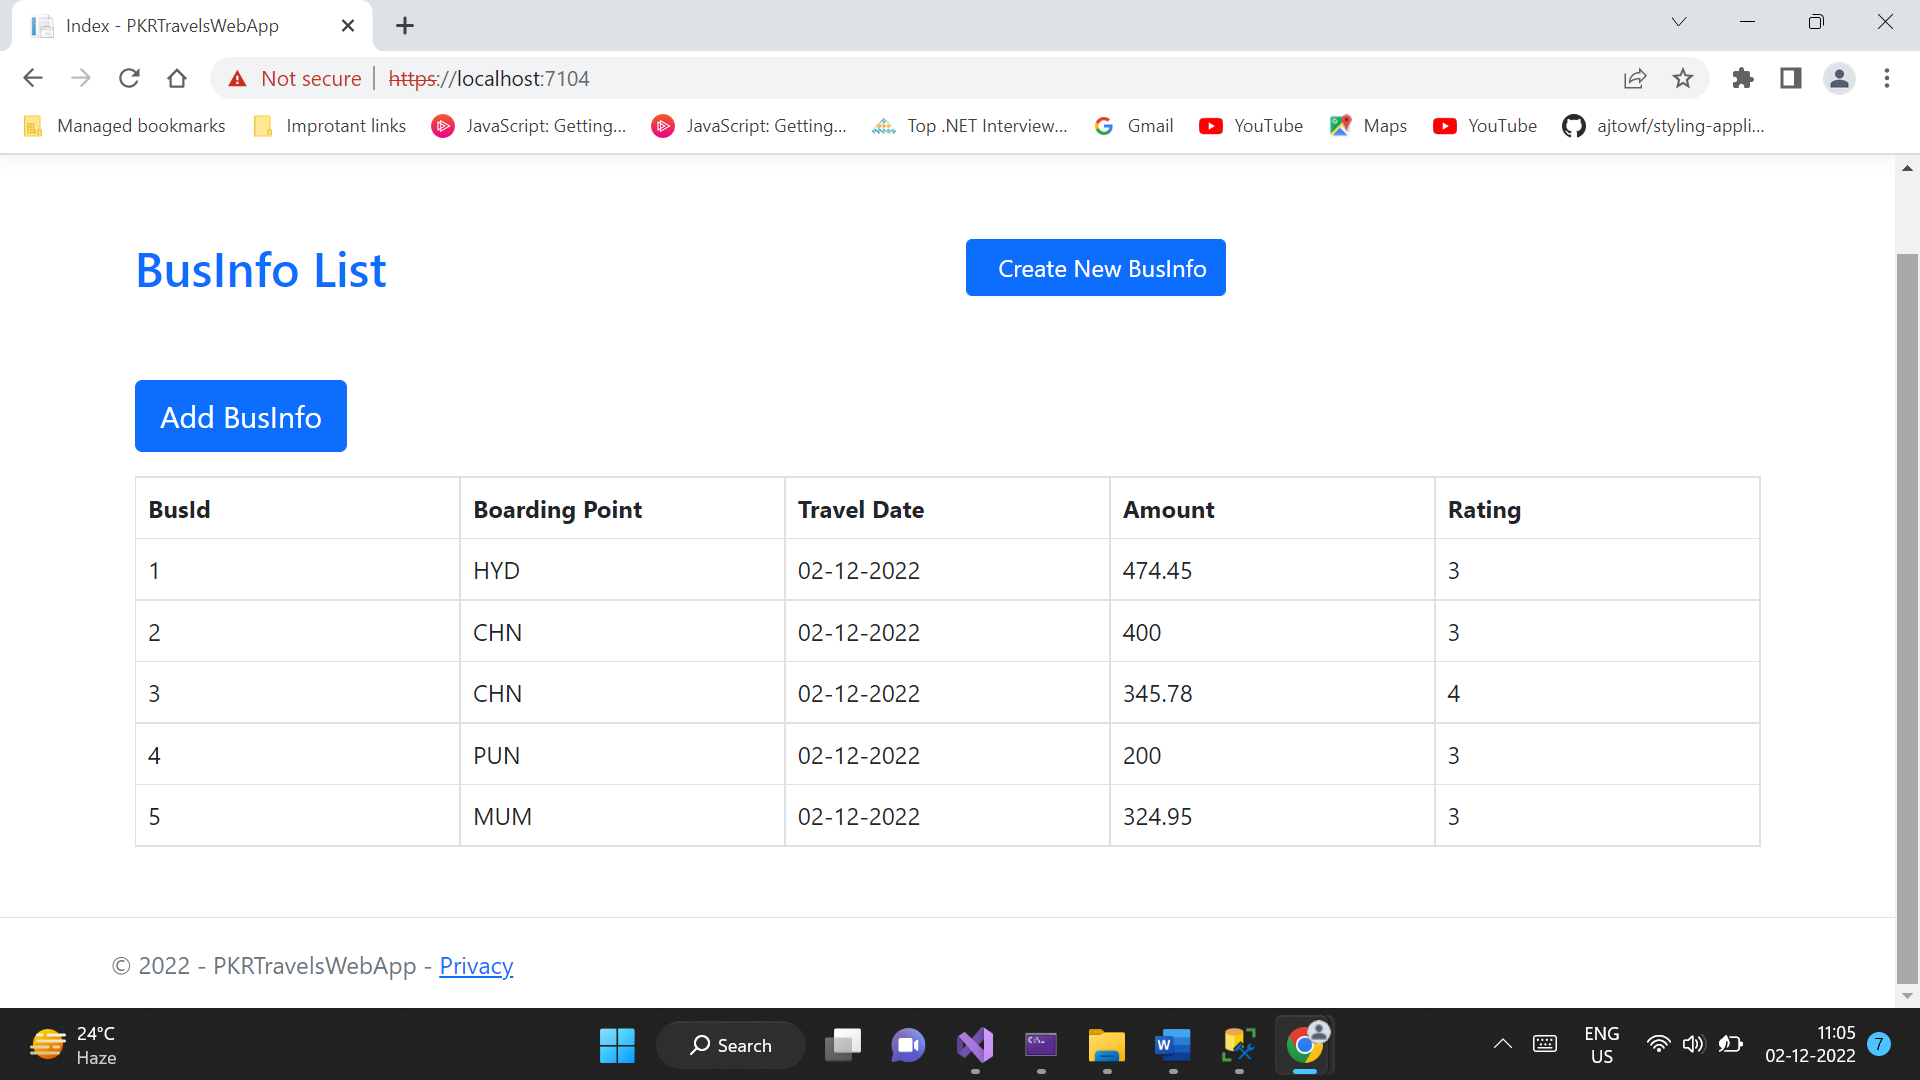 Index - PKRTravelsWebApp
Not secure https://localhost:7104
Managed bookmarks Improtant links JavaScript: Getting... JavaScript: Getting... Top .NET Interview... Gmail YouTube Maps YouTube ajtowf/styling-appli...
BusInfo List Create New BusInfo
Add BusInfo
BusId Boarding Point Travel Date Amount Rating
1 HYD 02-12-2022 474.45 3
2 CHN 02-12-2022 400 3
3 CHN 02-12-2022 345.78 4
4 PUN 02-12-2022 200 3
5 MUM 02-12-2022 324.95 3
© 2022 - PKRTravelsWebApp - Privacy
24°C
Haze
Search
ENG
US
11:05
02-12-2022
7